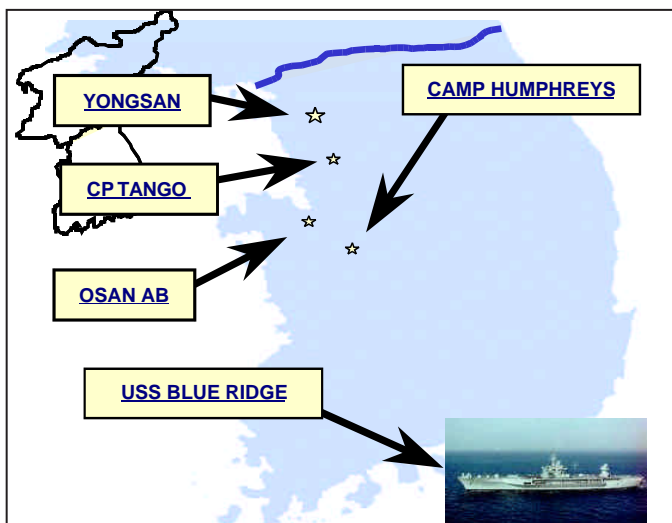 YONGSAN
CAMP HUMPHREYS
CP TANGO
OSAN AB
USS BLUE RIDGE